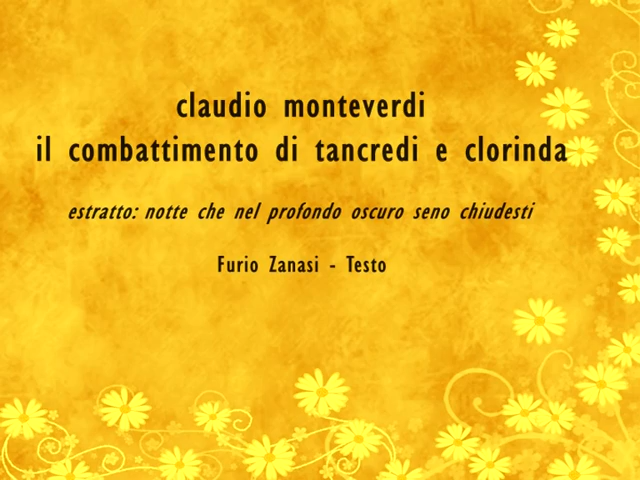 claudio monteverdi
il combattimento di tancredi e clorinda
estratto: notte che nel profondo oscuro seno chiudesti
Furio Zanasi - Testo